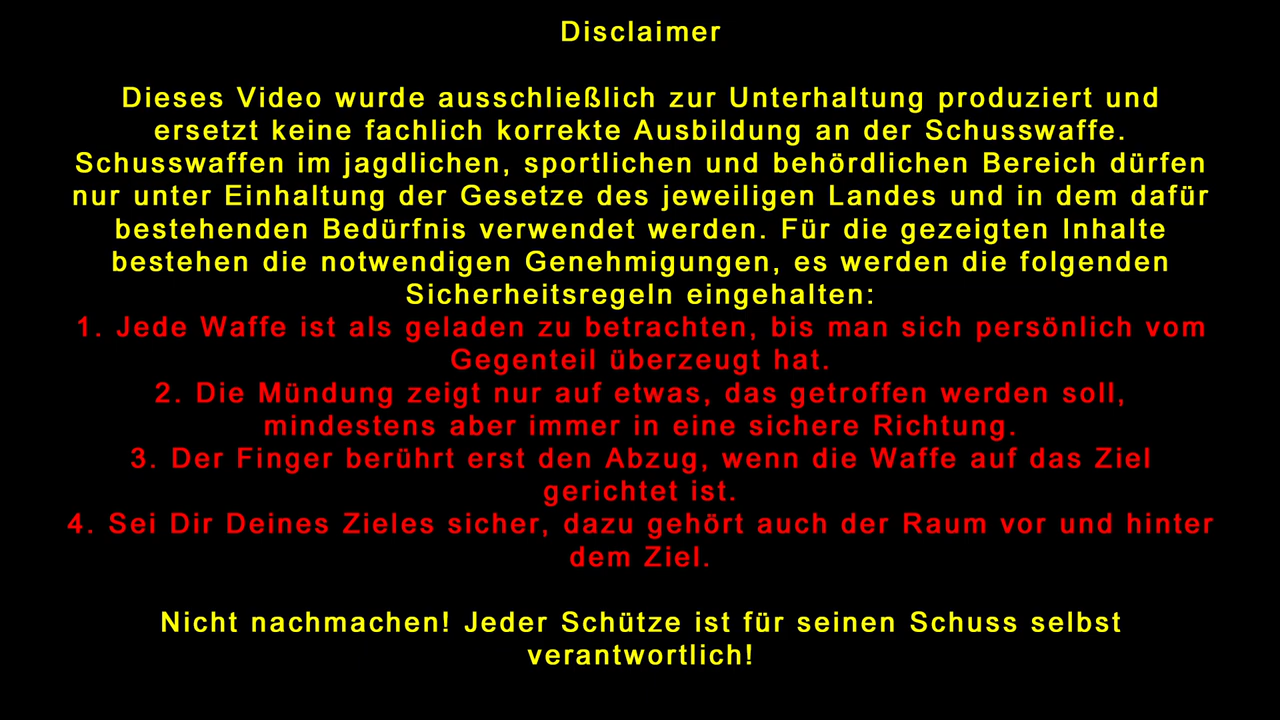 Disclaimer
Dieses Video wurde ausschließlich zur Unterhaltung produziert und
ersetzt keine fachlich korrekte Ausbildung an der Schusswaffe.
Schusswaffen im jagdlichen, sportlichen und behördlichen Bereich dürfen
nur unter Einhaltung der Gesetze des jeweiligen Landes und in dem dafür
bestehenden Bedürfnis verwendet werden. Für die gezeigten Inhalte
bestehen die notwendigen Genehmigungen, es werden die folgenden
Sicherheitsregeln eingehalten:
1. Jede Waffe ist als geladen zu betrachten, bis man sich persönlich vom
Gegenteil überzeugt hat.
2. Die Mündung zeigt nur auf etwas, das getroffen werden soll,
mindestens aber immer in eine sichere Richtung.
3. Der Finger berührt erst den Abzug, wenn die Waffe auf das Ziel
gerichtet ist.
4. Sei Dir Deines Zieles sicher, dazu gehört auch der Raum vor und hinter
dem Ziel.
Nicht nachmachen! Jeder Schütze ist für seinen Schuss selbst
verantwortlich!